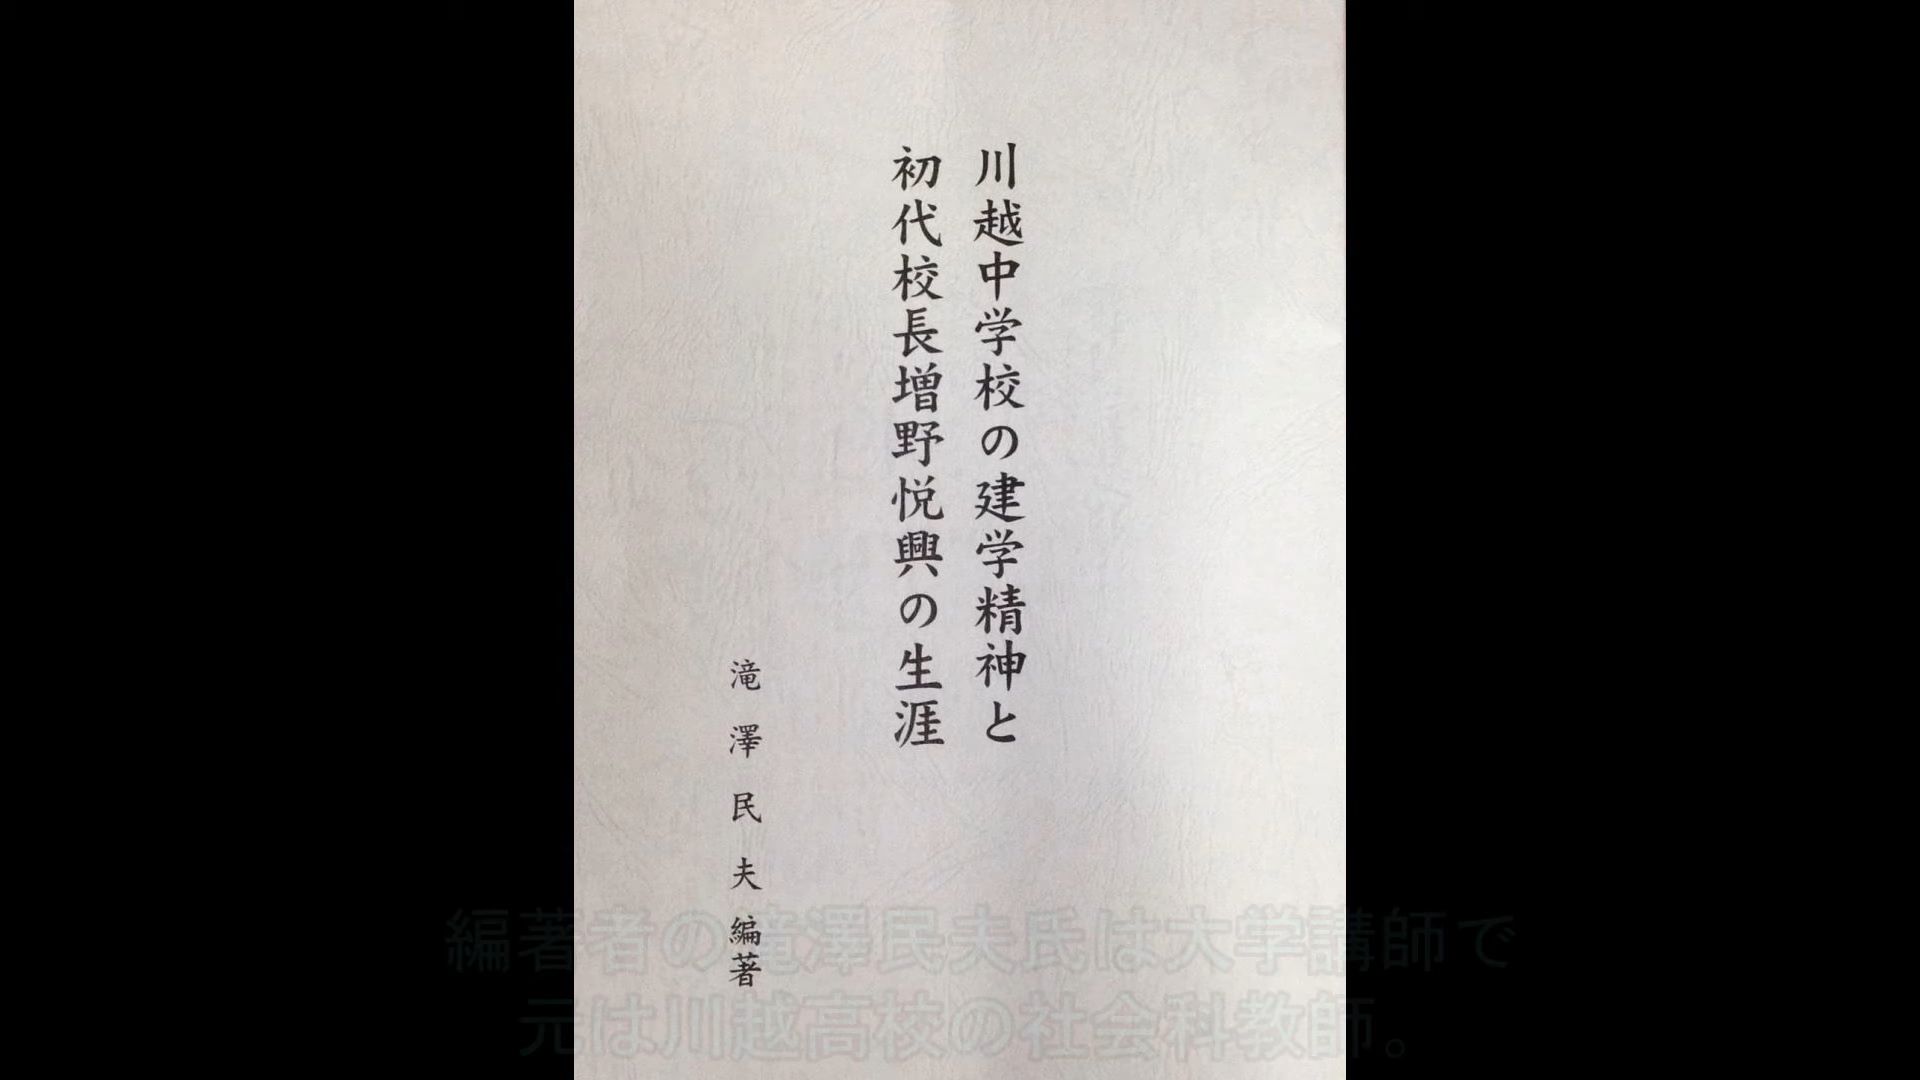 川越中学校の建学精神と
初代校長増野悦興の生涯
滝澤民夫編著
編著者の滝澤民夫氏は大学講師で
元は川越高校の社会科教師。